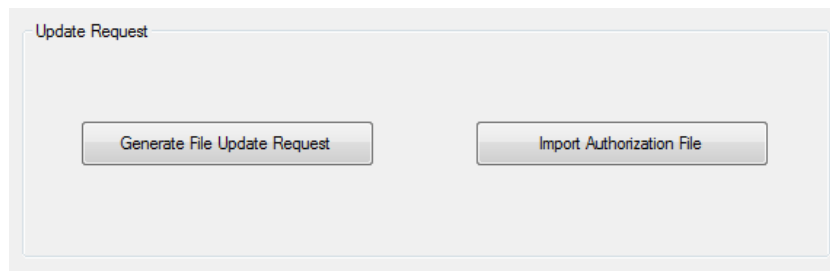 Update Request
Generate File Update Request
Import Authorization File